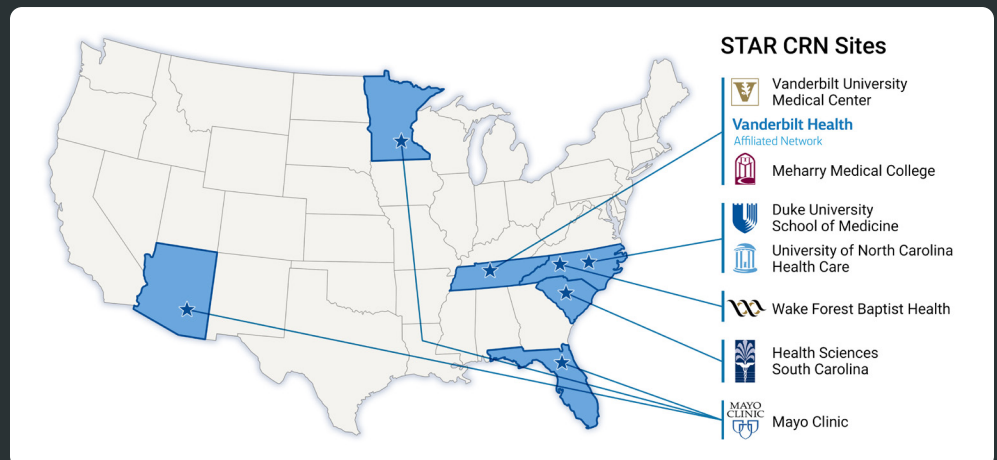 STAR CRN Sites
Vanderbilt University
Medical Center
Vanderbilt Health
Affiliated Network
Meharry Medical College
Duke University
School of Medicine
University of North Carolina
Health Care
Wake Forest Baptist Health
Health Sciences
South Carolina
MAYO
CLINIC
Mayo Clinic